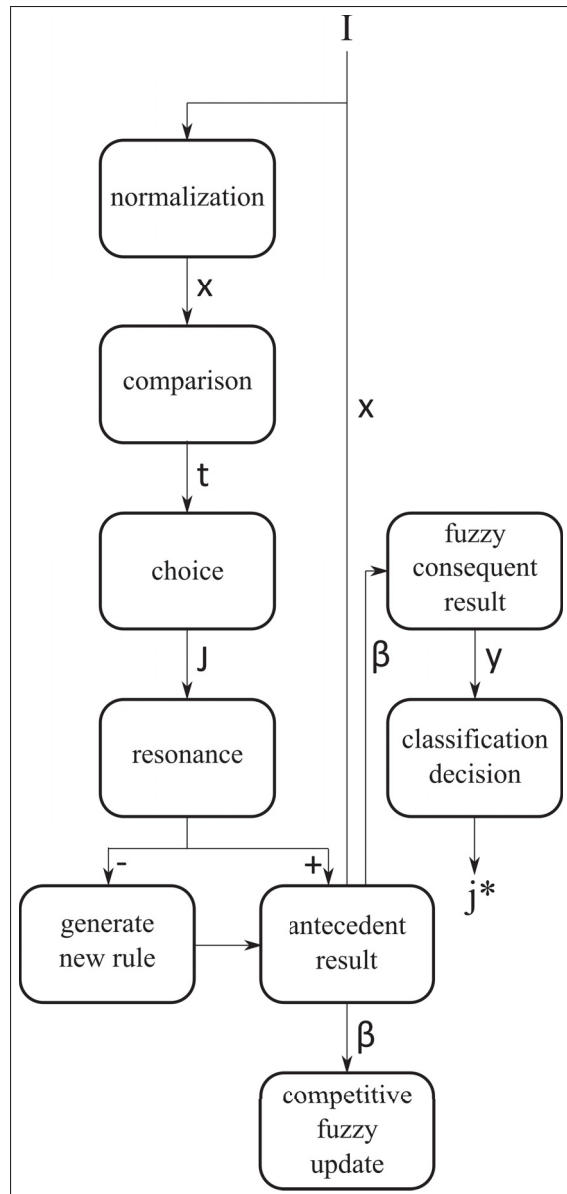 I
normalization
x
comparison
x
t
choice
fuzzy
consequent
result
J
β
y
resonance
classification
decision
-
+
j*
generate
new rule
antecedent
result
β
competitive
fuzzy
update